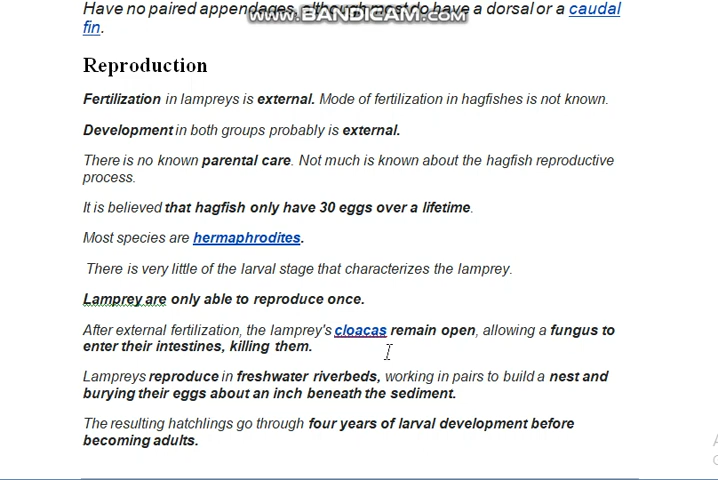 www.BANDICAM.com
Have no paired appendages, although most do have a dorsal or a caudal
fin.
Reproduction
Fertilization in lampreys is external. Mode of fertilization in hagfishes is not known.
Development in both groups probably is external.
There is no known parental care. Not much is known about the hagfish reproductive
process.
It is believed that hagfish only have 30 eggs over a lifetime.
Most species are hermaphrodites.
There is very little of the larval stage that characterizes the lamprey.
Lamprey are only able to reproduce once.
After external fertilization, the lamprey's cloacas remain open, allowing a fungus to
enter their intestines, killing them.
Lampreys reproduce in freshwater riverbeds, working in pairs to build a nest and
burying their eggs about an inch beneath the sediment.
The resulting hatchlings go through four years of larval development before
becoming adults.